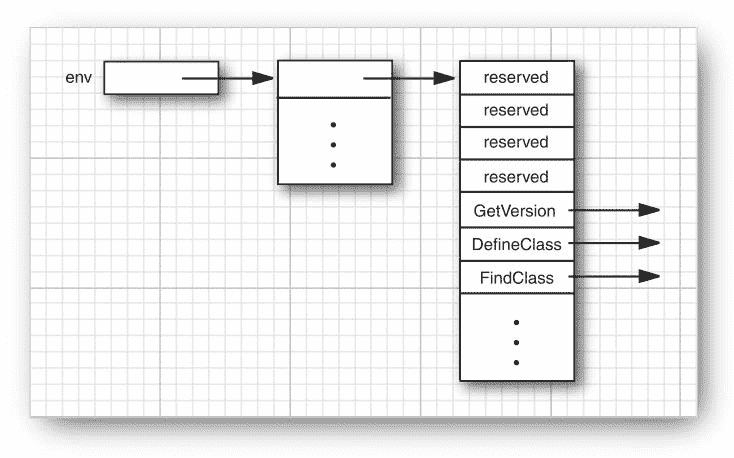 env
reserved
reserved
reserved
reserved
GetVersion
DefineClass
FindClass